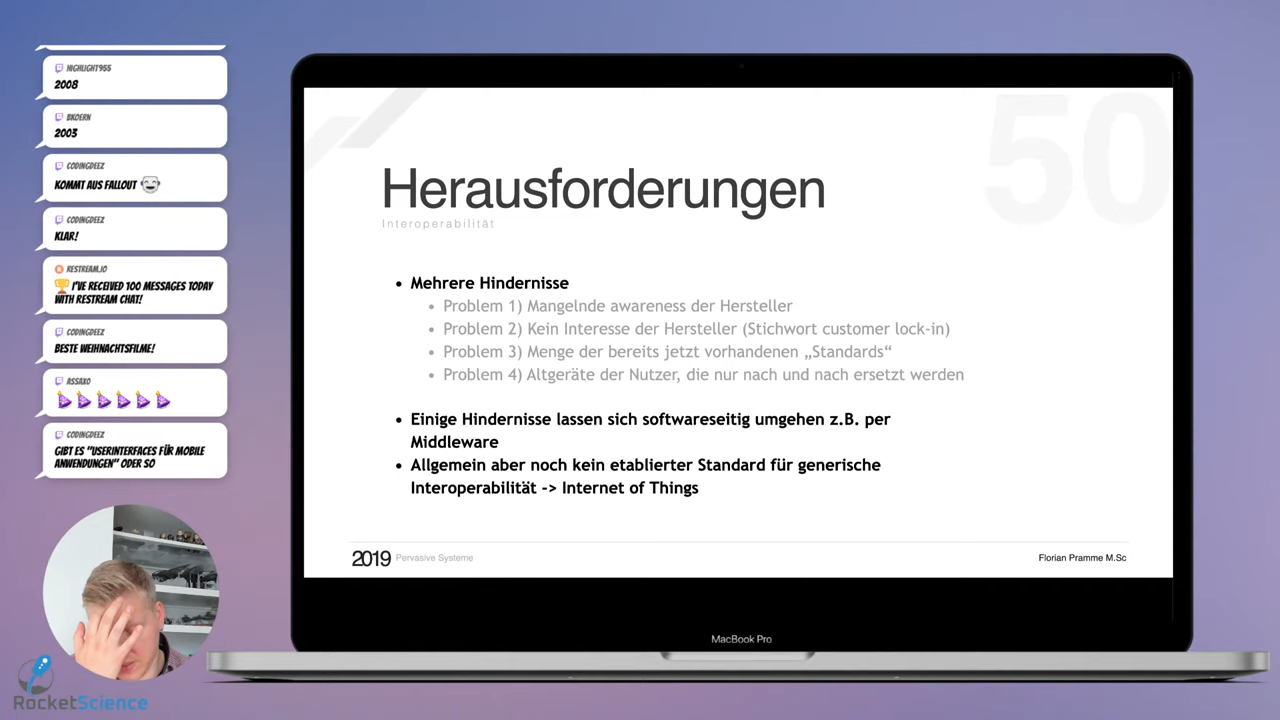 HIGHLIGHT955
2008
BKOERN
2003
CODINGDEEZ
KOMMT AUS FALLOUT
CODINGDEEZ
KLAR!
RESTREAM.IO
I'VE RECEIVED 100 MESSAGES TODAY
WITH RESTREAM CHAT!
CODINGDEEZ
BESTE WEIHNACHTSFILME!
ASSAXO
CODINGDEEZ
GIBT ES "USERINTERFACES FÜR MOBILE
ANWENDUNGEN" ODER SO
RocketScience
50
Herausforderungen
Interoperabilität
• Mehrere Hindernisse
• Problem 1) Mangelnde awareness der Hersteller
• Problem 2) Kein Interesse der Hersteller (Stichwort customer lock-in)
• Problem 3) Menge der bereits jetzt vorhandenen „Standards“
• Problem 4) Altgeräte der Nutzer, die nur nach und nach ersetzt werden
• Einige Hindernisse lassen sich softwareseitig umgehen z.B. per
Middleware
• Allgemein aber noch kein etablierter Standard für generische
Interoperabilität -> Internet of Things
2019 Pervasive Systeme
Florian Pramme M.Sc
MacBook Pro